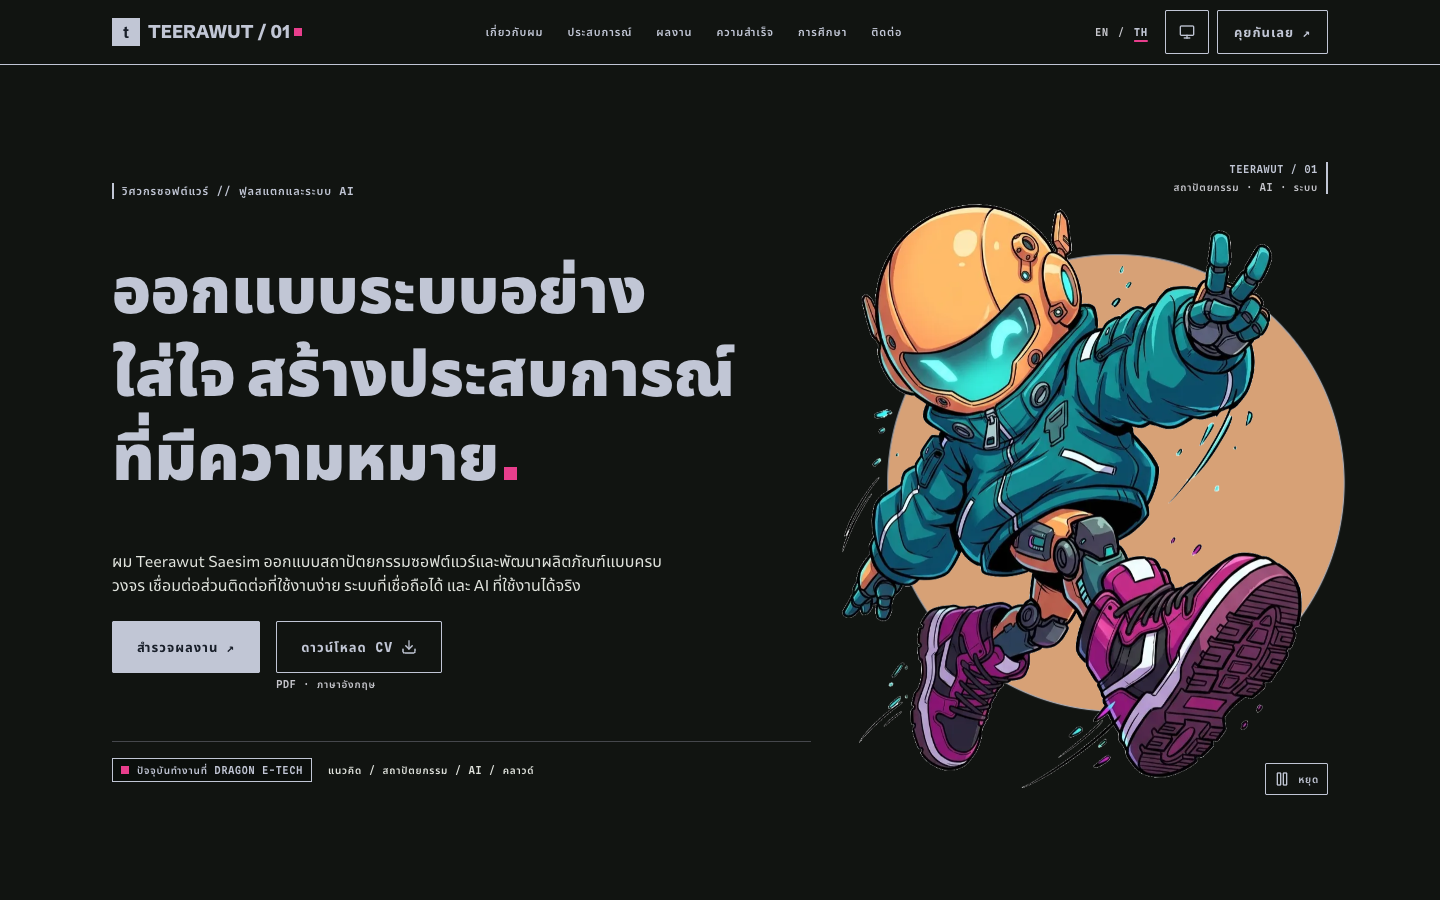 t TEERAWUT / 01
เกี่ยวกับผม ประสบการณ์ ผลงาน ความสำเร็จ การศึกษา ติดต่อ
EN / TH
คุยกันเลย ↗
วิศวกรซอฟต์แวร์ // ฟูลสแตกและระบบ AI
TEERAWUT / 01
สถาปัตยกรรม · AI · ระบบ
ออกแบบระบบอย่าง
ใส่ใจ สร้างประสบการณ์
ที่มีความหมาย
ผม Teerawut Saesim ออกแบบสถาปัตยกรรมซอฟต์แวร์และพัฒนาผลิตภัณฑ์แบบครบ
วงจร เชื่อมต่อส่วนติดต่อที่ใช้งานง่าย ระบบที่เชื่อถือได้ และ AI ที่ใช้งานได้จริง
สำรวจผลงาน ↗
ดาวน์โหลด CV
PDF · ภาษาอังกฤษ
ปัจจุบันทำงานที่ DRAGON E-TECH
แนวคิด / สถาปัตยกรรม / AI / คลาวด์
หยุด